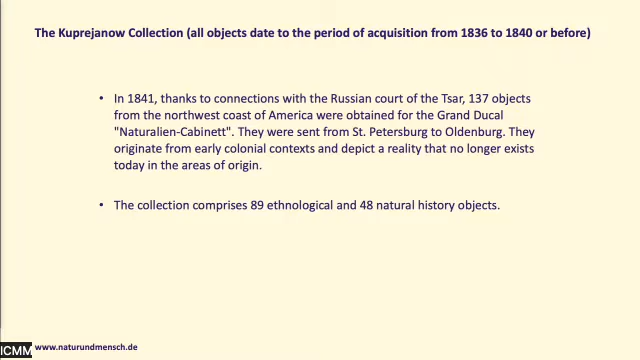 The Kuprejanow Collection (all objects date to the period of acquisition from 1836 to 1840 or before)
• In 1841, thanks to connections with the Russian court of the Tsar, 137 objects
from the northwest coast of America were obtained for the Grand Ducal
"Naturalien-Cabinett". They were sent from St. Petersburg to Oldenburg. They
originate from early colonial contexts and depict a reality that no longer exists
today in the areas of origin.
• The collection comprises 89 ethnological and 48 natural history objects.
ICMM www.naturundmensch.de